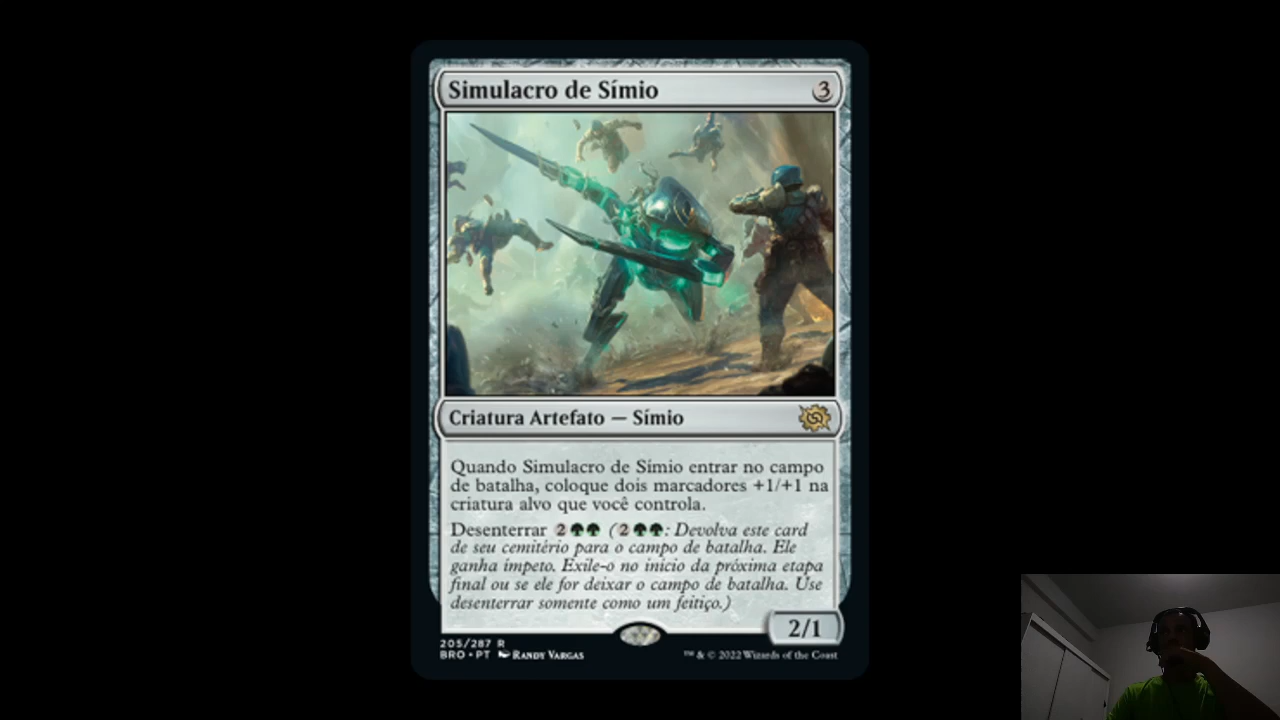 Simulacro de Símio 3
Criatura Artefato — Símio
Quando Simulacro de Símio entrar no campo
de batalha, coloque dois marcadores +1/+1 na
criatura alvo que você controla.
Desenterrar 2 (2: Devolva este card
de seu cemitério para o campo de batalha. Ele
ganha ímpeto. Exile-o no início da próxima etapa
final ou se ele for deixar o campo de batalha. Use
desenterrar somente como um feitiço.)
2/1
205/287 R
BRO • PT Randy Vargas
™ & © 2022 Wizards of the Coast